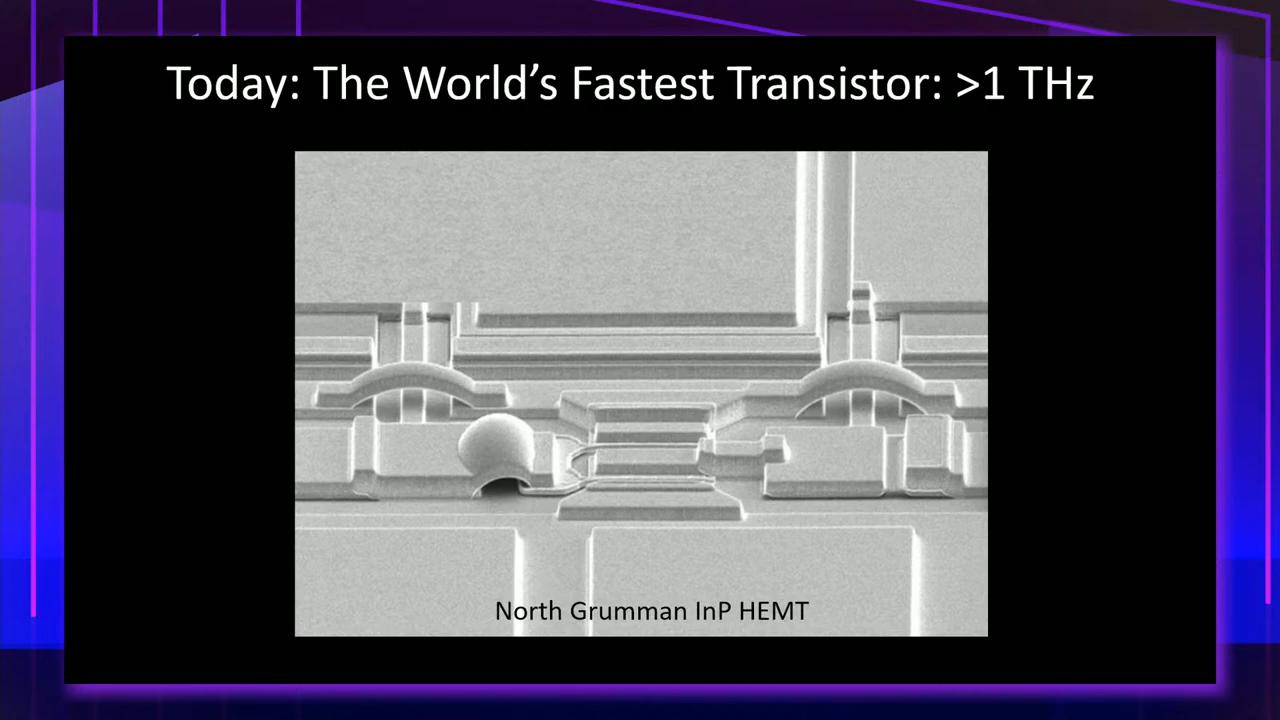 Today: The World’s Fastest Transistor: >1 THz
North Grumman InP HEMT